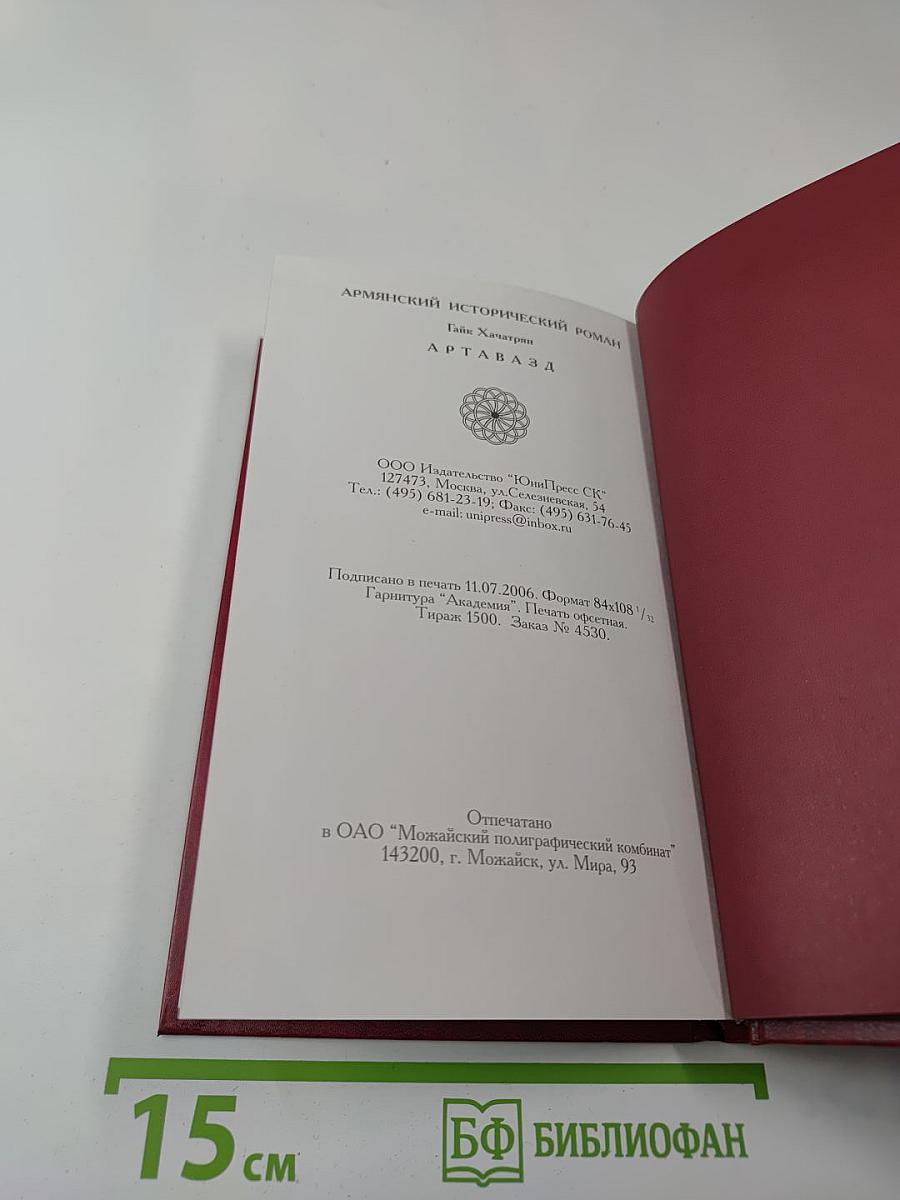 АРМЯНСКИЙ ИСТОРИЧЕСКИЙ РОМАН
Гайк Хачатрян
АРТАВАЗД
ООО Издательство "ЮниПресс СК"
127473, Москва, ул.Селезневская, 54
Тел.: (495) 681-23-19; Факс: (495) 631-76-45
e-mail: unipress@inbox.ru
Подписано в печать 11.07.2006. Формат 84х108 1/32
Гарнитура "Академия". Печать офсетная.
Тираж 1500. Заказ № 4530.
Отпечатано
в ОАО "Можайский полиграфический комбинат"
143200, г. Можайск, ул. Мира, 93
15 см
БФ БИБЛИОФАН